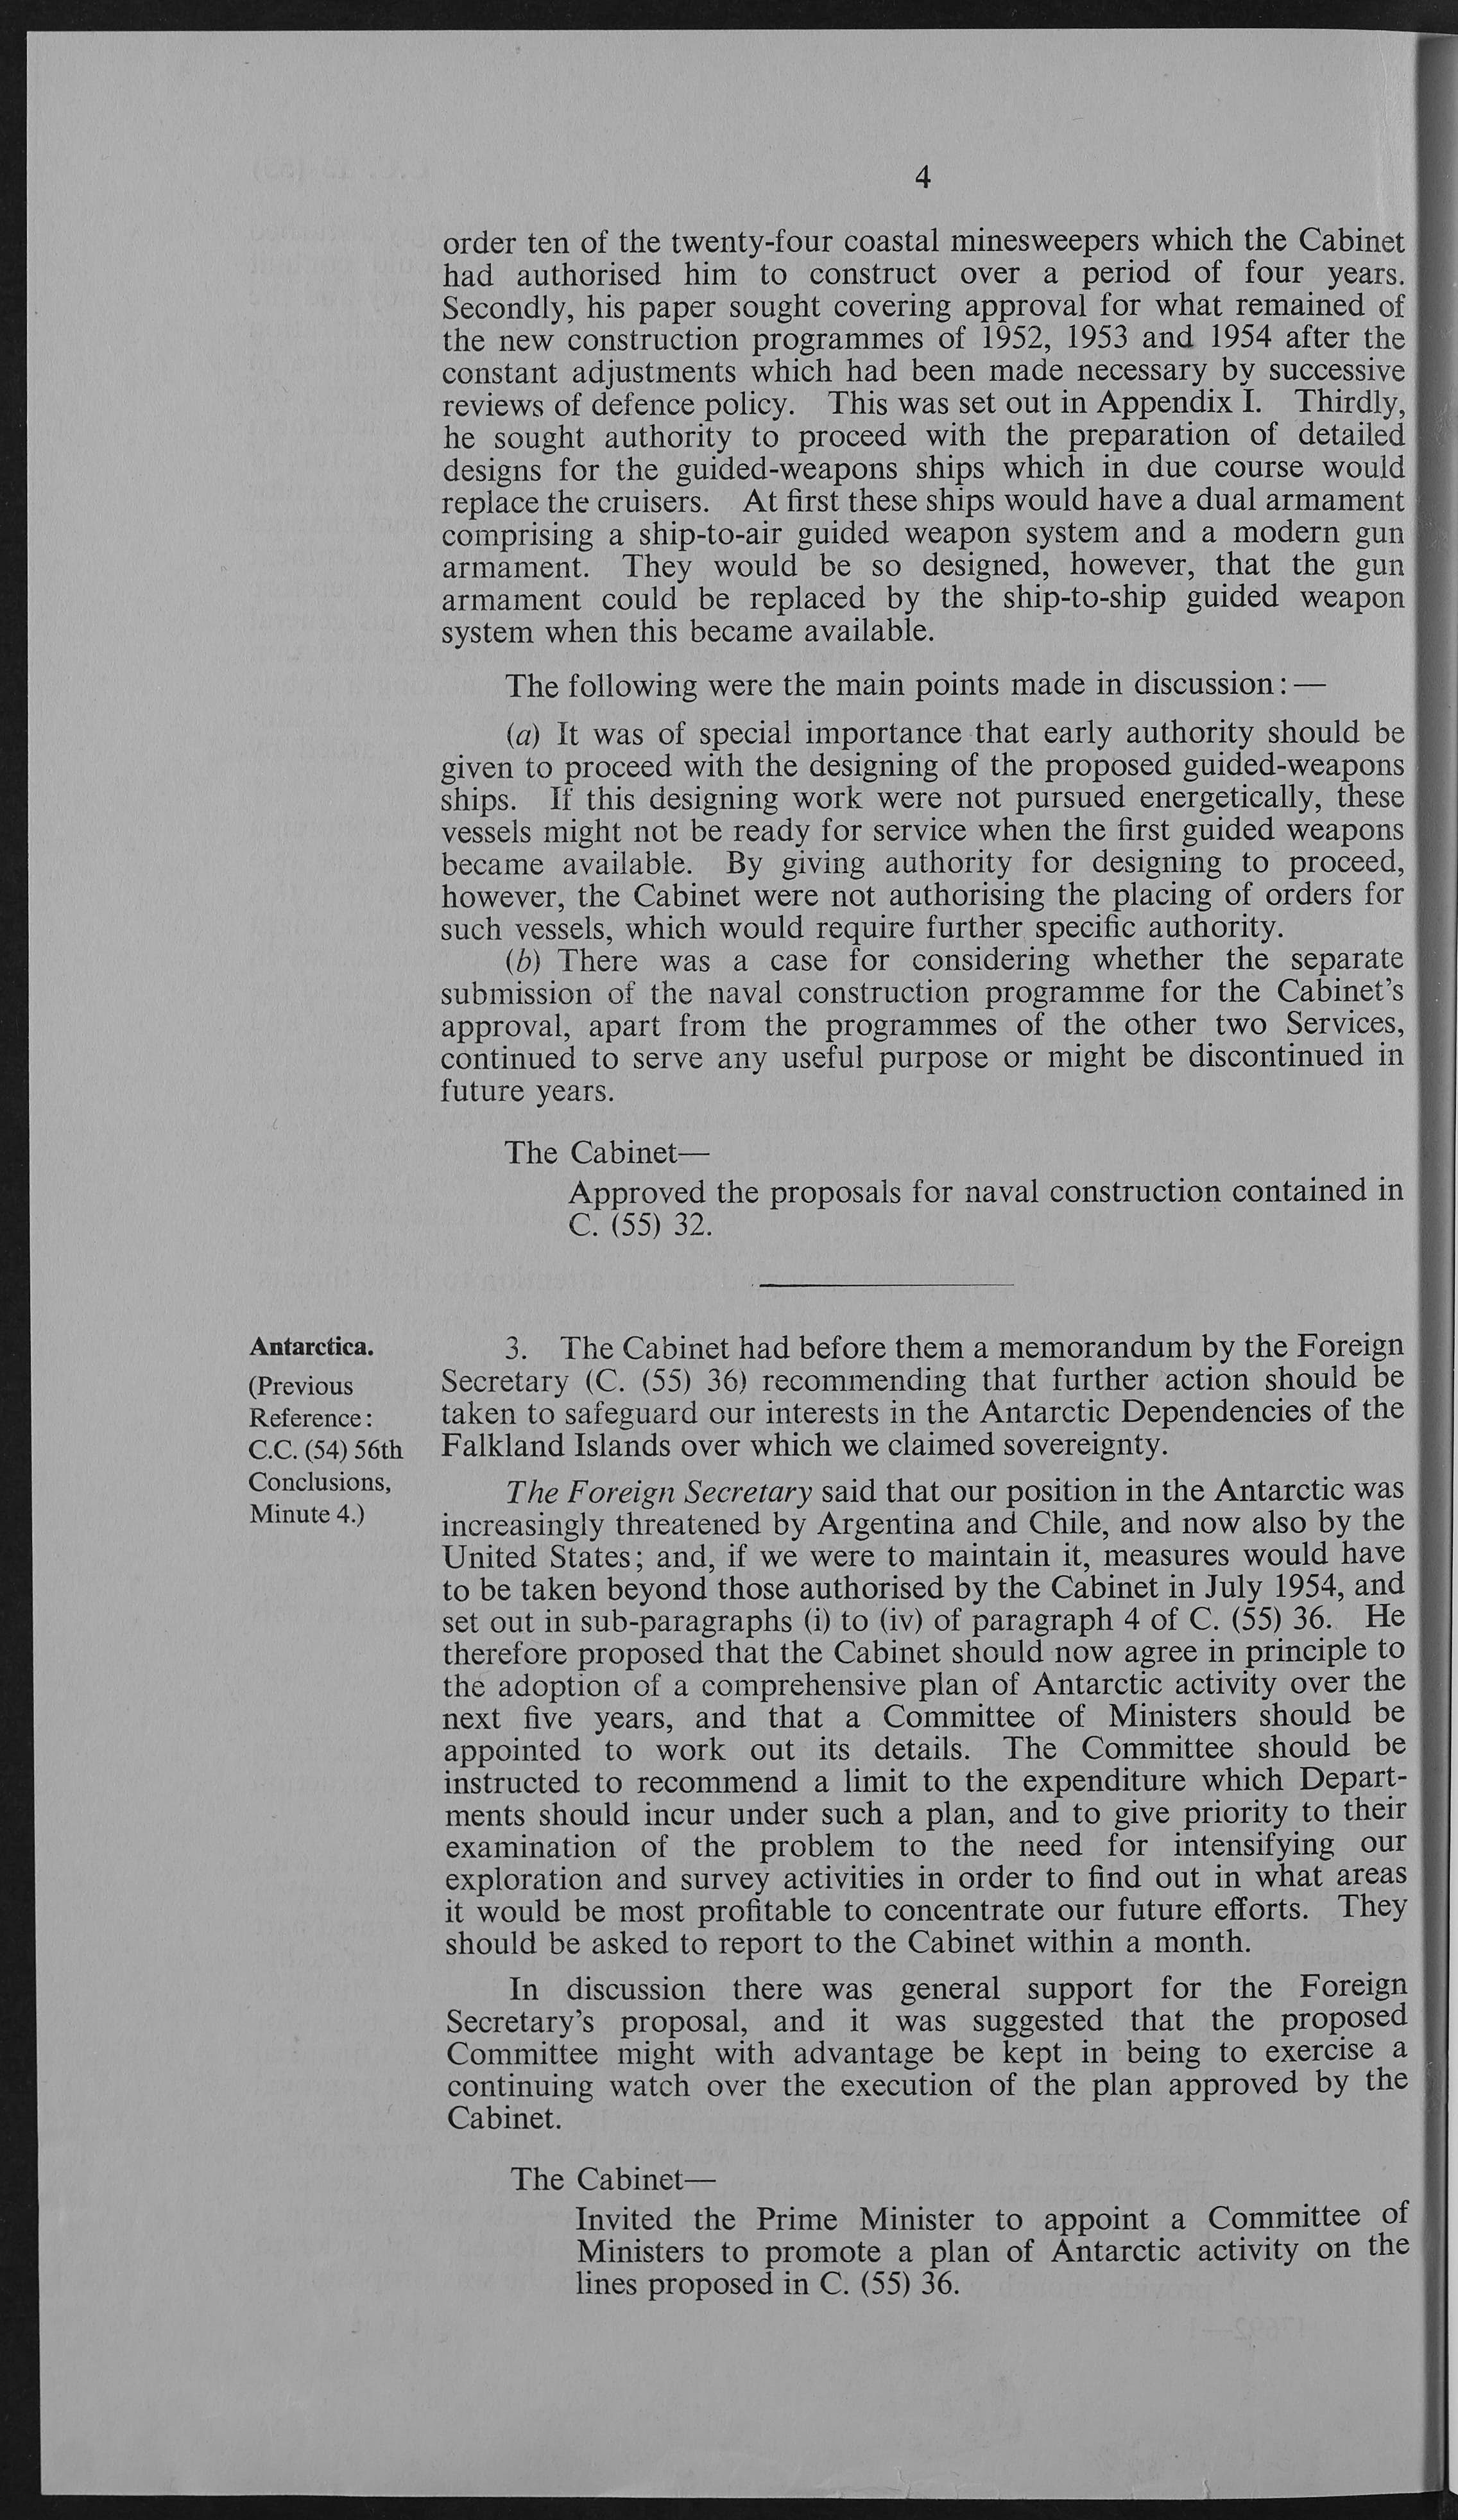 4
order ten of the twenty-four coastal minesweepers which the Cabinet
had authorised him to construct over a period of four years.
Secondly, his paper sought covering approval for what remained of
the new construction programmes of 1952, 1953 and 1954 after the
constant adjustments which had been made necessary by successive
reviews of defence policy. This was set out in Appendix I. Thirdly,
he sought authority to proceed with the preparation of detailed
designs for the guided-weapons ships which in due course would
replace the cruisers. At first these ships would have a dual armament
comprising a ship-to-air guided weapon system and a modern gun
armament. They would be so designed, however, that the gun
armament could be replaced by the ship-to-ship guided weapon
system when this became available.
The following were the main points made in discussion:—
(a) It was of special importance that early authority should be
given to proceed with the designing of the proposed guided-weapons
ships. If this designing work were not pursued energetically, these
vessels might not be ready for service when the first guided weapons
became available. By giving authority for designing to proceed,
however, the Cabinet were not authorising the placing of orders for
such vessels, which would require further specific authority.
(b) There was a case for considering whether the separate
submission of the naval construction programme for the Cabinet's
approval, apart from the programmes of the other two Services,
continued to serve any useful purpose or might be discontinued in
future years.
The Cabinet—
Approved the proposals for naval construction contained in
C. (55) 32.
Antarctica.
(Previous
Reference:
C.C. (54) 56th
Conclusions,
Minute 4.)
3. The Cabinet had before them a memorandum by the Foreign
Secretary (C. (55) 36) recommending that further action should be
taken to safeguard our interests in the Antarctic Dependencies of the
Falkland Islands over which we claimed sovereignty.
The Foreign Secretary said that our position in the Antarctic was
increasingly threatened by Argentina and Chile, and now also by the
United States; and, if we were to maintain it, measures would have
to be taken beyond those authorised by the Cabinet in July 1954, and
set out in sub-paragraphs (i) to (iv) of paragraph 4 of C. (55) 36. He
therefore proposed that the Cabinet should now agree in principle to
the adoption of a comprehensive plan of Antarctic activity over the
next five years, and that a Committee of Ministers should be
appointed to work out its details. The Committee should be
instructed to recommend a limit to the expenditure which Depart-
ments should incur under such a plan, and to give priority to their
examination of the problem to the need for intensifying our
exploration and survey activities in order to find out in what areas
it would be most profitable to concentrate our future efforts. They
should be asked to report to the Cabinet within a month.
In discussion there was general support for the Foreign
Secretary's proposal, and it was suggested that the proposed
Committee might with advantage be kept in being to exercise a
continuing watch over the execution of the plan approved by the
Cabinet.
The Cabinet—
Invited the Prime Minister to appoint a Committee of
Ministers to promote a plan of Antarctic activity on the
lines proposed in C. (55) 36.